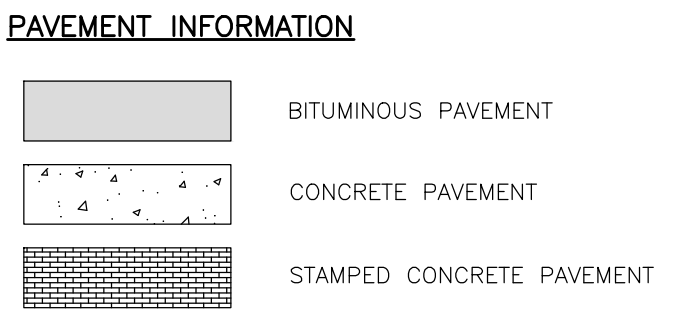 PAVEMENT INFORMATION
BITUMINOUS PAVEMENT
CONCRETE PAVEMENT
STAMPED CONCRETE PAVEMENT